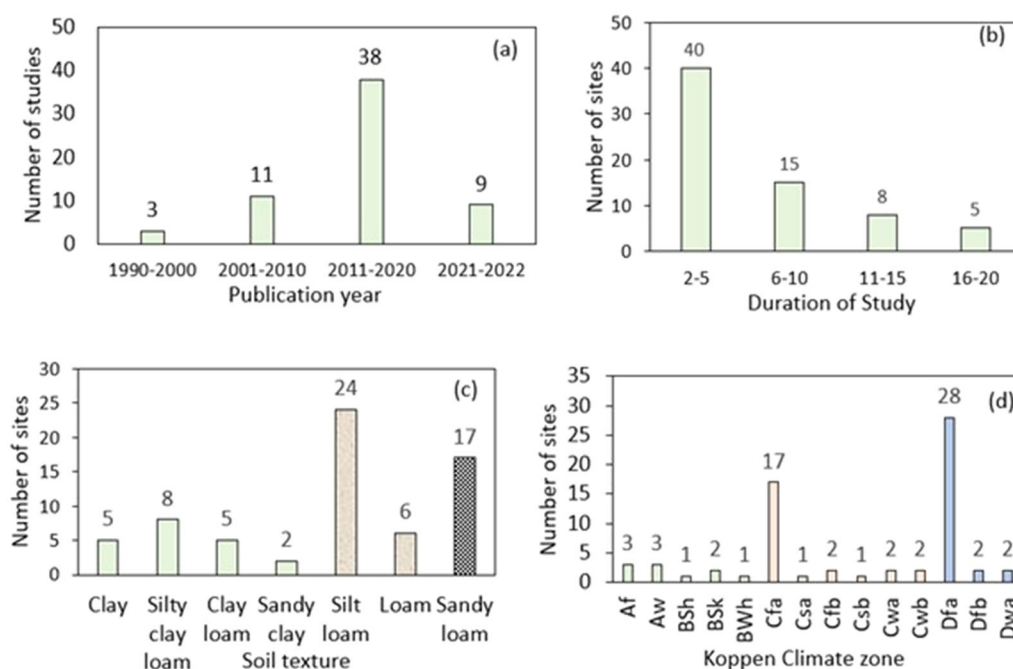 (a)
Number of studies
50
40
30
20
10
0
3
11
38
9
1990-2000 2001-2010 2011-2020 2021-2022
Publication year
(b)
Number of sites
50
40
30
20
10
0
40
15
8
5
2-5 6-10 11-15 16-20
Duration of Study
(c)
Number of sites
30
25
20
15
10
5
0
5
8
5
2
24
6
17
Clay Silty Clay Sandy Silt Loam Sandy
clay loam clay loam loam
loam loam
Soil texture
(d)
Number of sites
35
30
25
20
15
10
5
0
3 3 1 2 1 17 1 2 1 2 2 28 2 2
Af Aw BSh BSk BWh Cfa Csa Cfb Csb Cwa Cwb Dfa Dfb Dwa
Koppen Climate zone